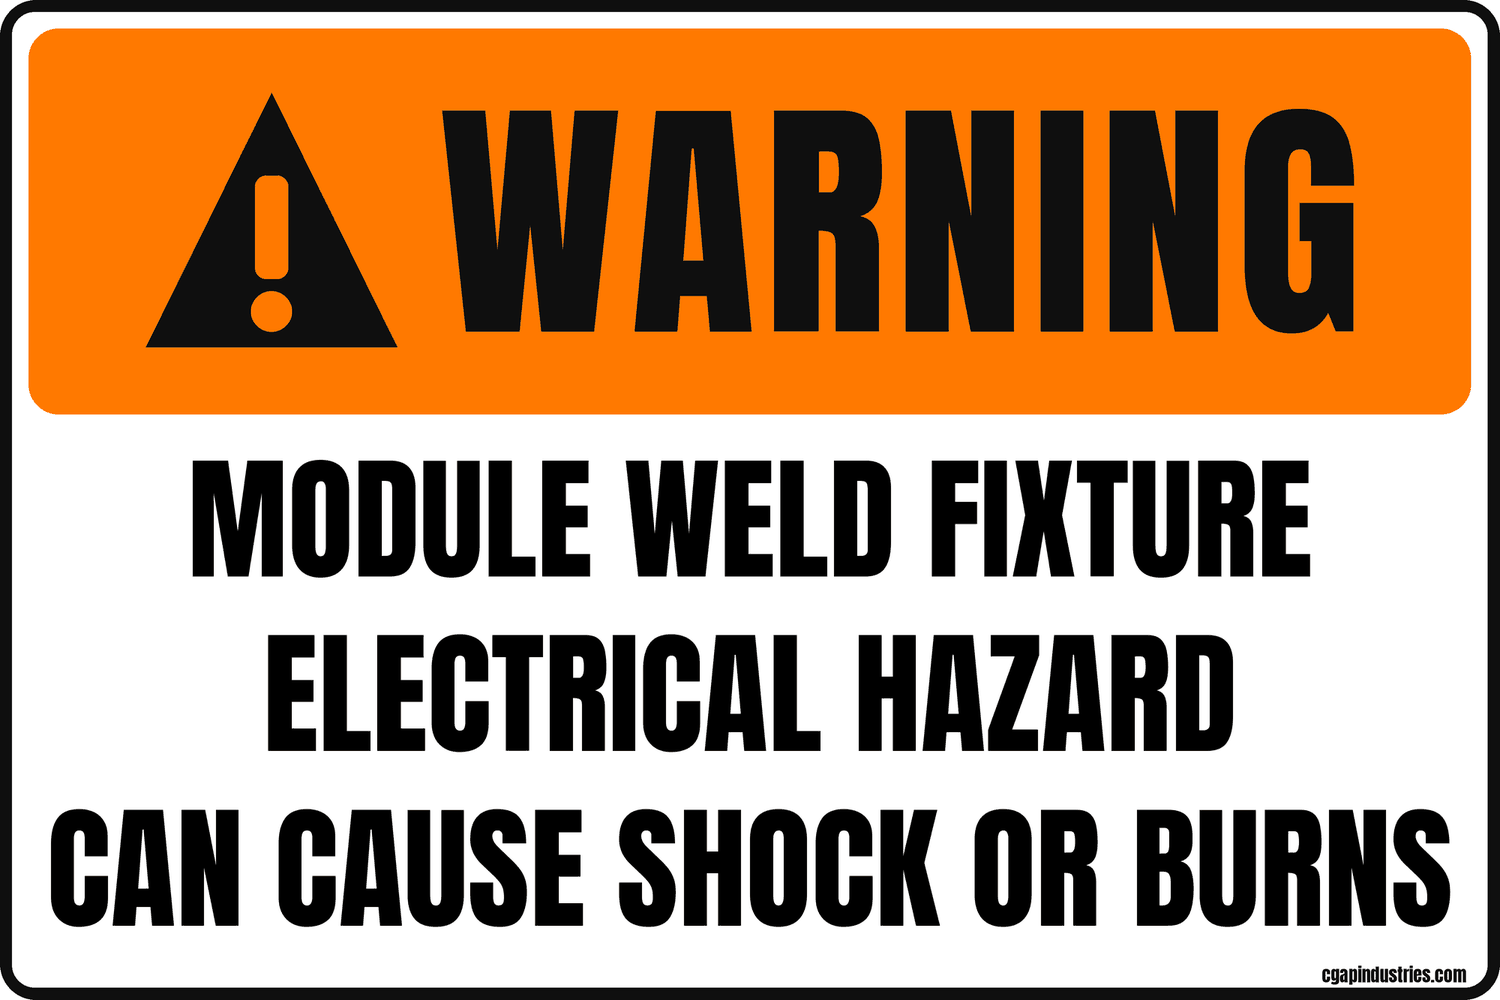 WARNING
MODULE WELD FIXTURE
ELECTRICAL HAZARD
CAN CAUSE SHOCK OR BURNS
cgapindustries.com